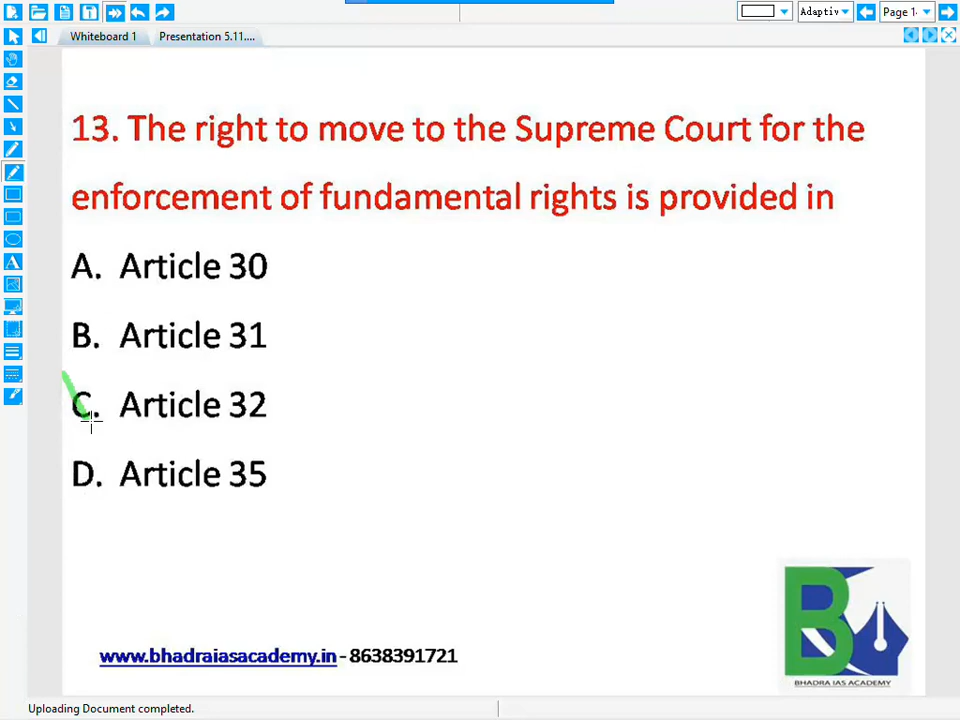 Adaptiv
Page 1
Whiteboard 1
Presentation 5.11....
13. The right to move to the Supreme Court for the
enforcement of fundamental rights is provided in
A. Article 30
B. Article 31
C. Article 32
D. Article 35
www.bhadraiasacademy.in - 8638391721
B
BHADRA IAS ACADEMY
Uploading Document completed.